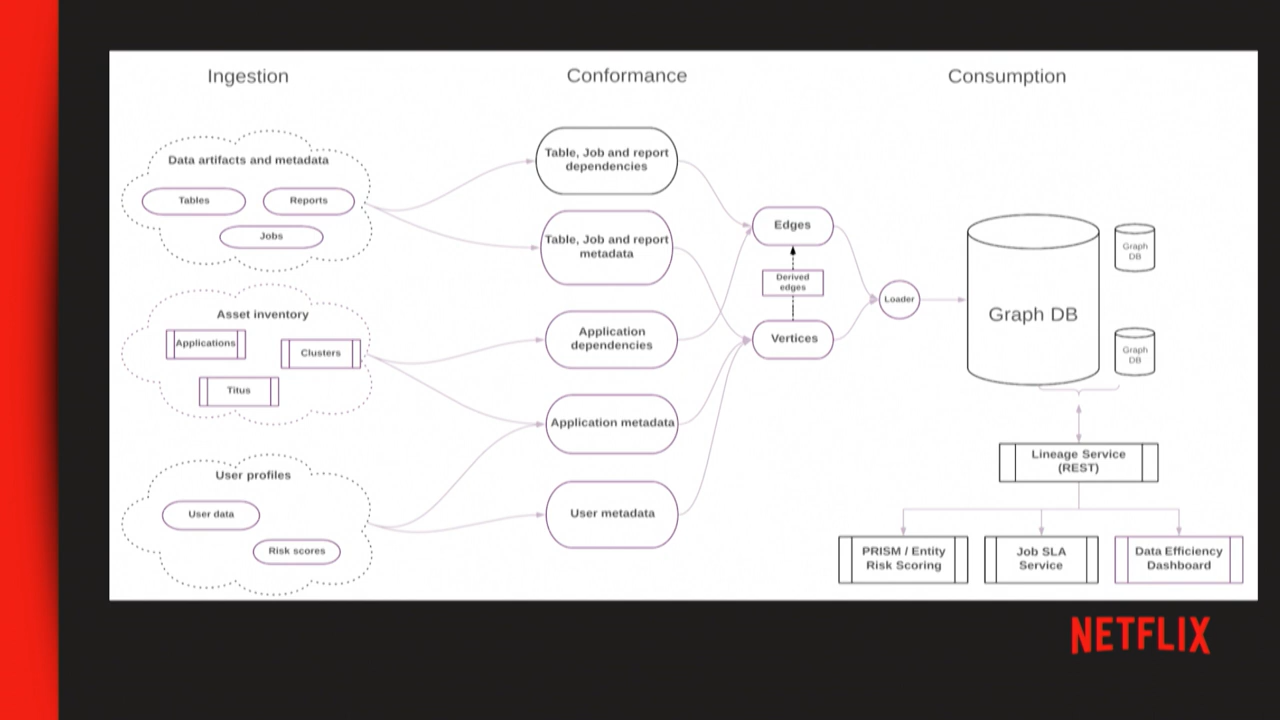 Ingestion
Conformance
Consumption
Data artifacts and metadata
Tables
Reports
Jobs
Asset inventory
Applications
Clusters
Titus
User profiles
User data
Risk scores
Table, Job and report
dependencies
Table, Job and report
metadata
Application
dependencies
Application metadata
User metadata
Edges
Derived
edges
Vertices
Loader
Graph DB
Graph
DB
Graph
DB
Lineage Service
(REST)
PRISM / Entity
Risk Scoring
Job SLA
Service
Data Efficiency
Dashboard
NETFLIX